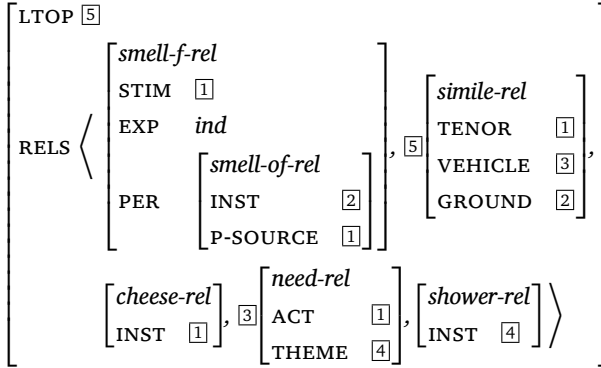 LTOP 5
RELS ⟨ smell-f-rel
STIM 1
EXP ind
PER smell-of-rel
INST 2
P-SOURCE 1 , 5 simile-rel
TENOR 1
VEHICLE 3
GROUND 2 ,
cheese-rel
INST 1 , 3 need-rel
ACT 1
THEME 4 , shower-rel
INST 4 ⟩